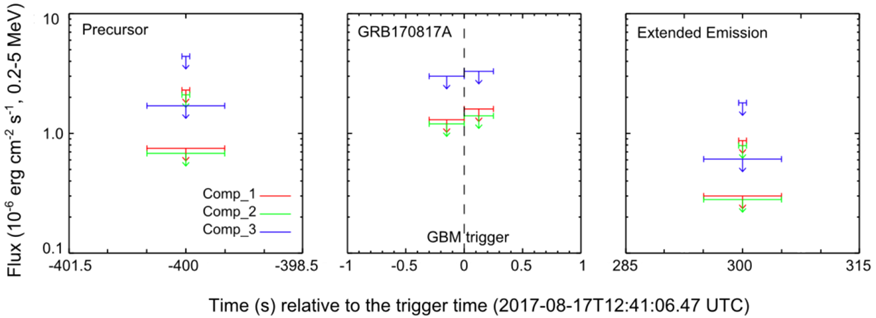 Flux (10⁻⁶ erg cm⁻² s⁻¹, 0.2-5 MeV)
10
1.0
0.1
Precursor
Comp_1
Comp_2
Comp_3
-401.5 -400 -398.5
GRB170817A
GBM trigger
-1 -0.5 0 0.5 1
Extended Emission
285 300 315
Time (s) relative to the trigger time (2017-08-17T12:41:06.47 UTC)